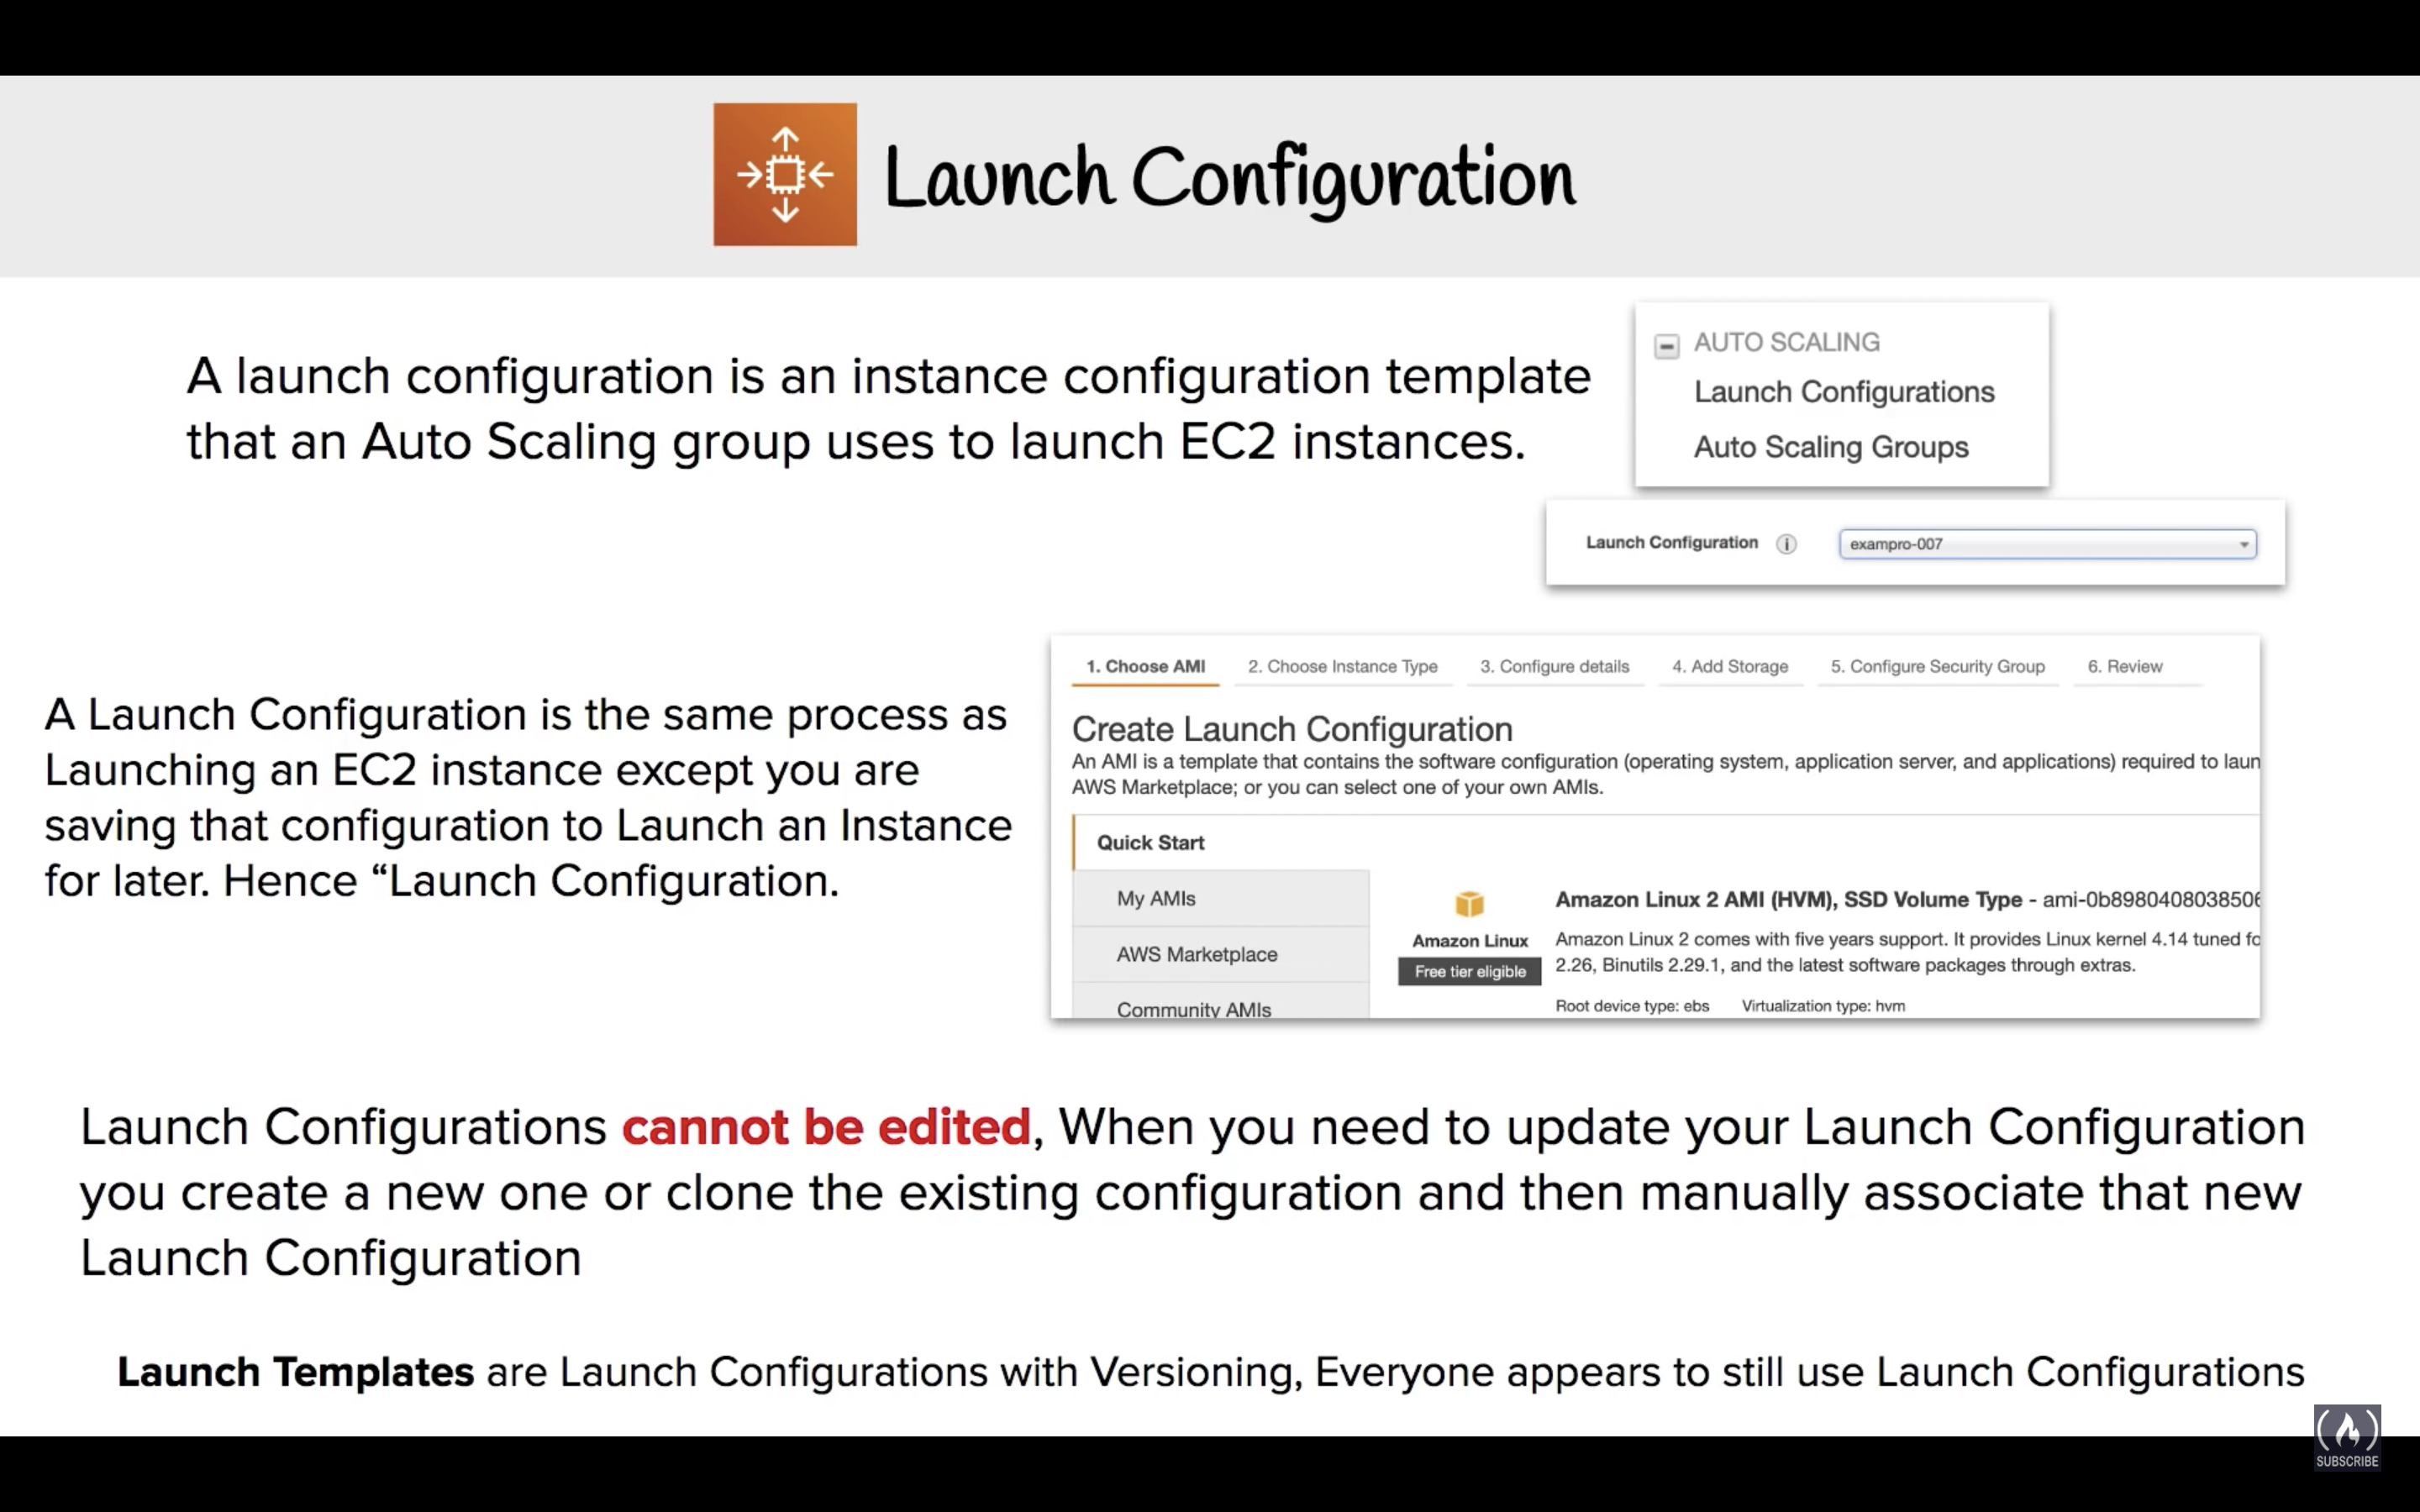 Launch Configuration
A launch configuration is an instance configuration template
that an Auto Scaling group uses to launch EC2 instances.
AUTO SCALING
Launch Configurations
Auto Scaling Groups
Launch Configuration i exampro-007
A Launch Configuration is the same process as
Launching an EC2 instance except you are
saving that configuration to Launch an Instance
for later. Hence “Launch Configuration.
1. Choose AMI 2. Choose Instance Type 3. Configure details 4. Add Storage 5. Configure Security Group 6. Review
Create Launch Configuration
An AMI is a template that contains the software configuration (operating system, application server, and applications) required to laun
AWS Marketplace; or you can select one of your own AMIs.
Quick Start
My AMIs
AWS Marketplace
Community AMIs
Amazon Linux
Free tier eligible
Amazon Linux 2 AMI (HVM), SSD Volume Type - ami-0b898040803850
Amazon Linux 2 comes with five years support. It provides Linux kernel 4.14 tuned fo
2.26, Binutils 2.29.1, and the latest software packages through extras.
Root device type: ebs Virtualization type: hvm
Launch Configurations cannot be edited, When you need to update your Launch Configuration
you create a new one or clone the existing configuration and then manually associate that new
Launch Configuration
Launch Templates are Launch Configurations with Versioning, Everyone appears to still use Launch Configurations
SUBSCRIBE